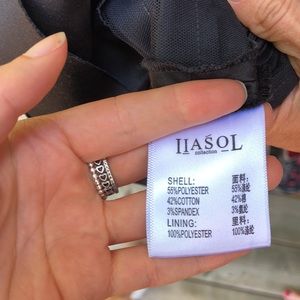 IJASOL
collection
SHELL: 面料:
55%POLYESTER 55%涤纶
42%COTTON 42%棉
3%SPANDEX 3%氨纶
LINING: 里料:
100%POLYESTER 100%涤纶